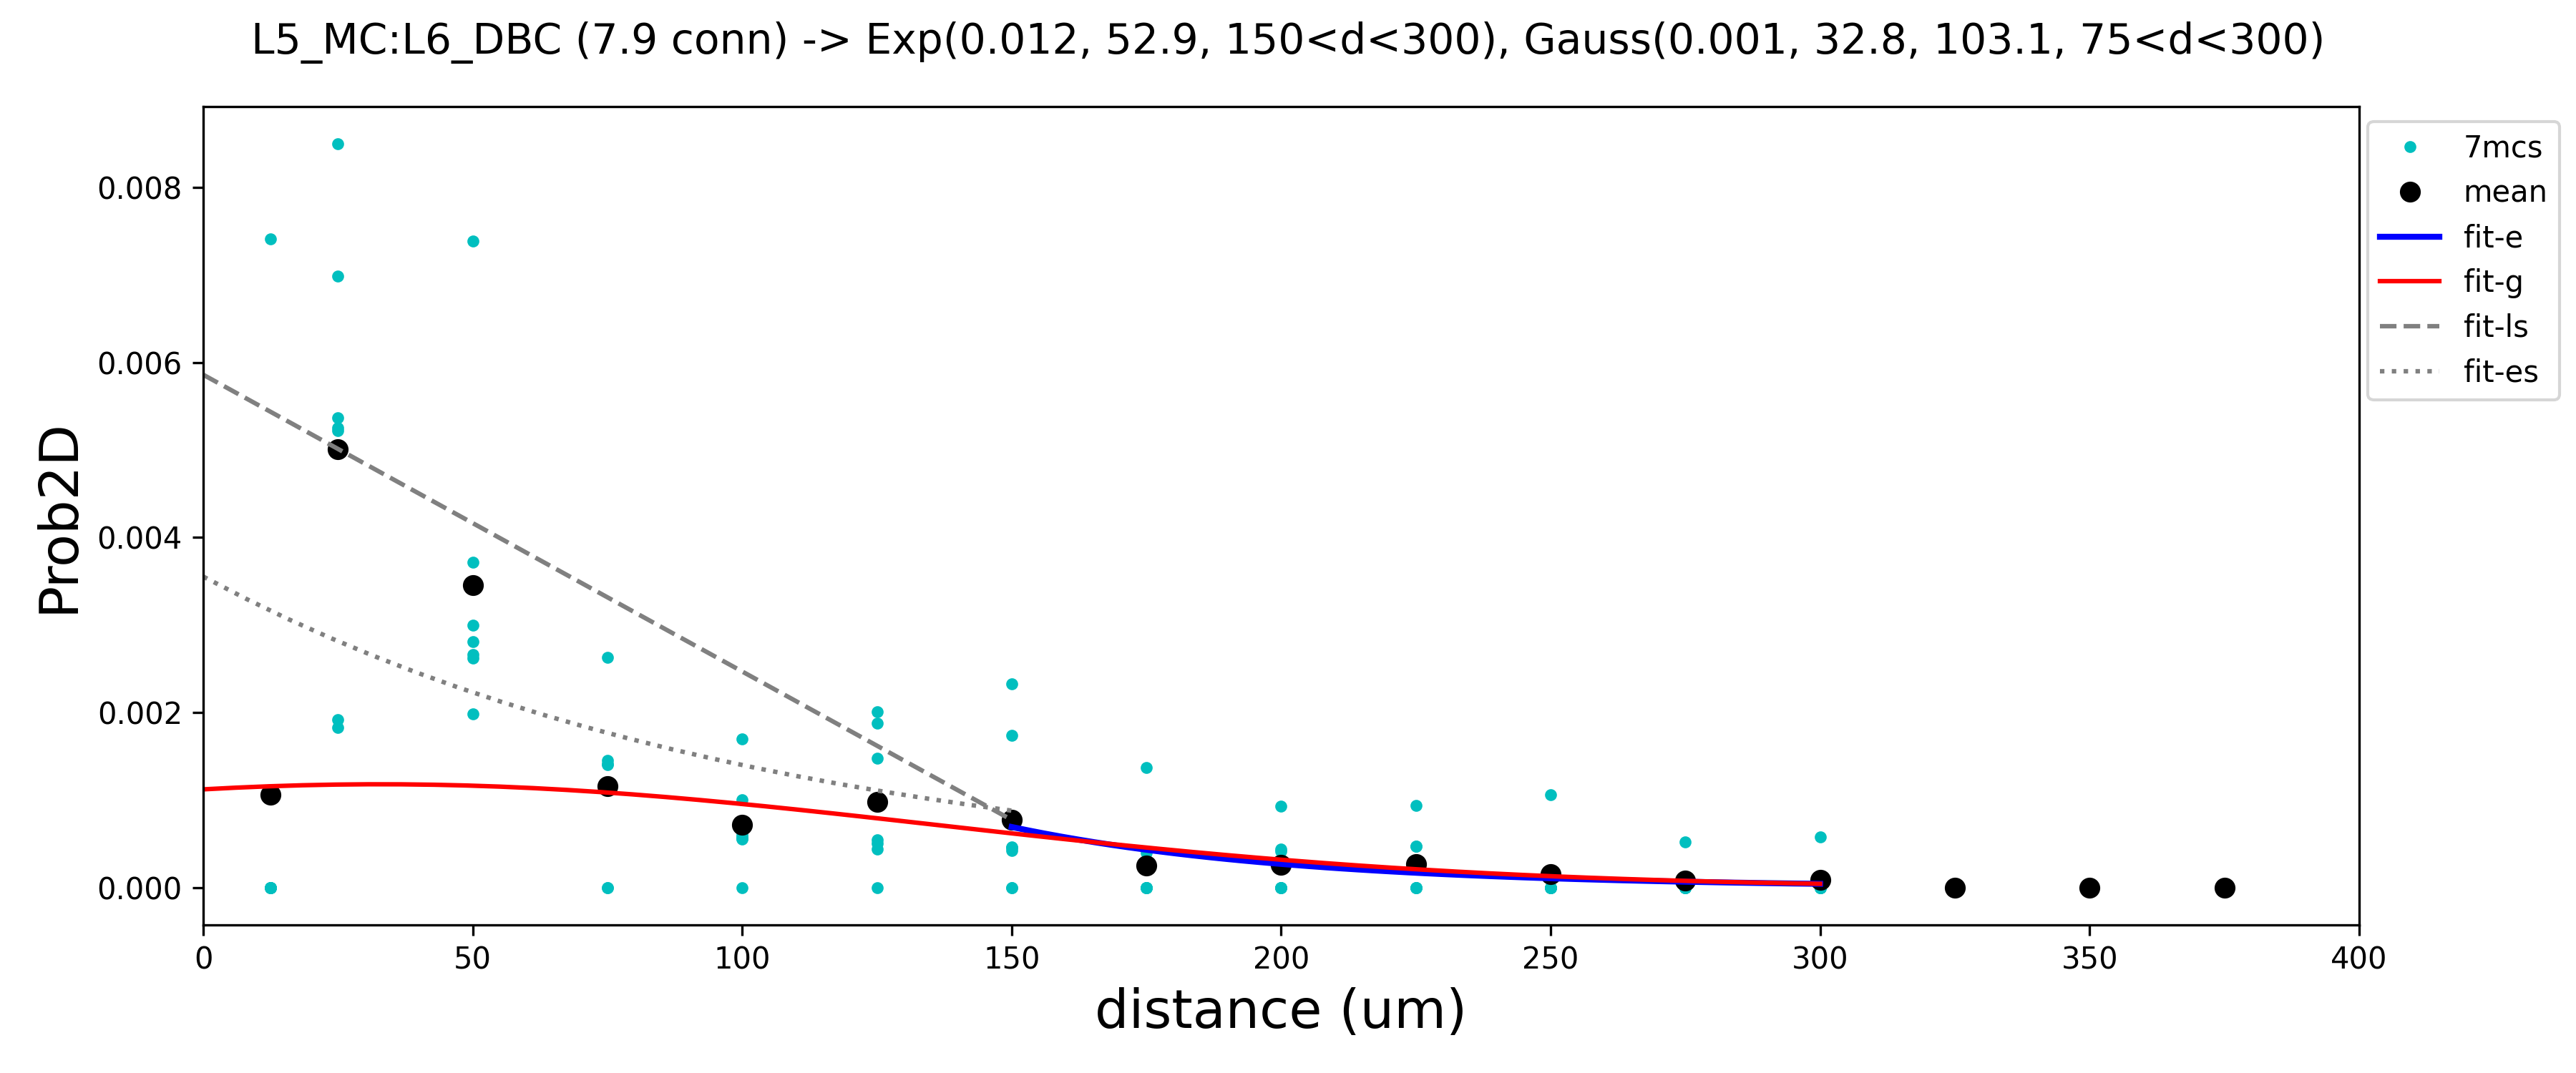 L5_MC:L6_DBC (7.9 conn) -> Exp(0.012, 52.9, 150<d<300), Gauss(0.001, 32.8, 103.1, 75<d<300)
7mcs
mean
fit-e
fit-g
fit-ls
fit-es
Prob2D
0.008
0.006
0.004
0.002
0.000
0 50 100 150 200 250 300 350 400
distance (um)